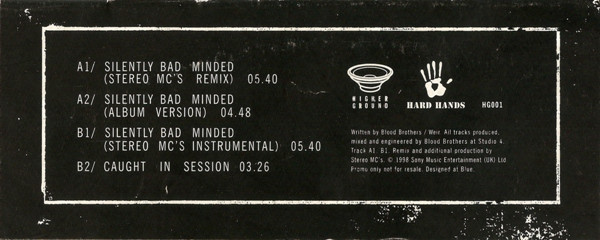 A1/ SILENTLY BAD MINDED
(STEREO MC'S REMIX) 05.40
A2/ SILENTLY BAD MINDED
(ALBUM VERSION) 04.48
B1/ SILENTLY BAD MINDED
(STEREO MC'S INSTRUMENTAL) 05.40
B2/ CAUGHT IN SESSION 03.26
HIGHER
GROUND
HARD HANDS
HG001
Written by Blood Brothers / Weir. All tracks produced,
mixed and engineered by Blood Brothers at Studio 4.
Track A1, B1. Remix and additional production by
Stereo MC's. © 1998 Sony Music Entertainment (UK) Ltd
Promo only not for resale. Designed at Blue.